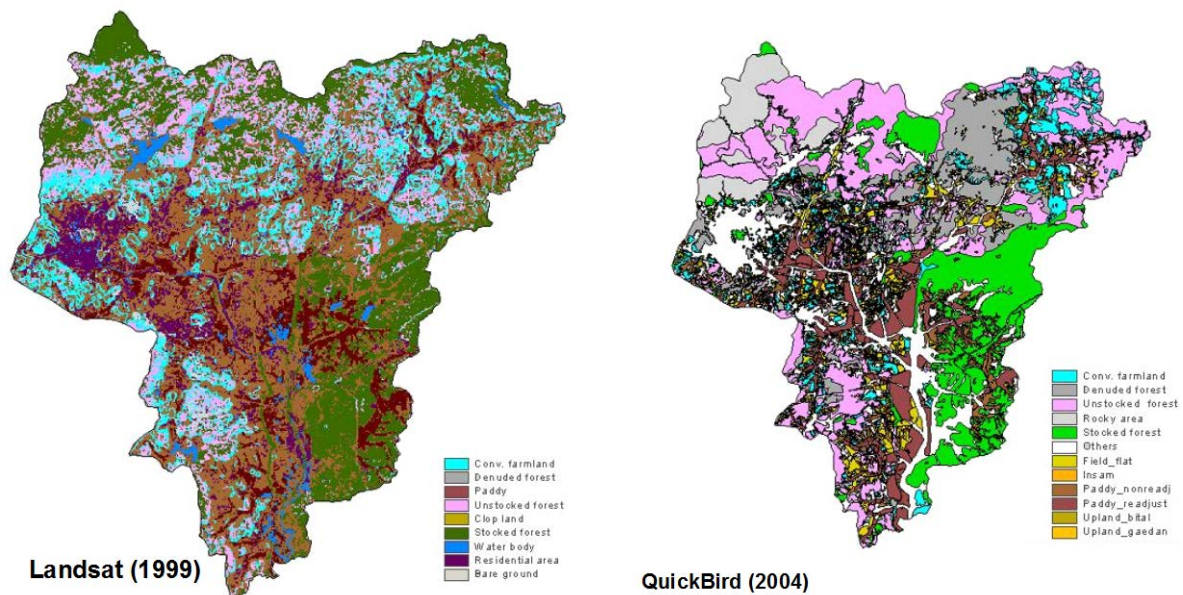 Conv. farmland
Denuded forest
Paddy
Unstocked forest
Clop land
Stocked forest
Water body
Residential area
Bare ground
Landsat (1999)
Conv. farmland
Denuded forest
Unstocked forest
Rocky area
Stocked forest
Others
Field_flat
Insam
Paddy_nonreadj
Paddy_readjust
Upland_bital
Upland_gaedan
QuickBird (2004)